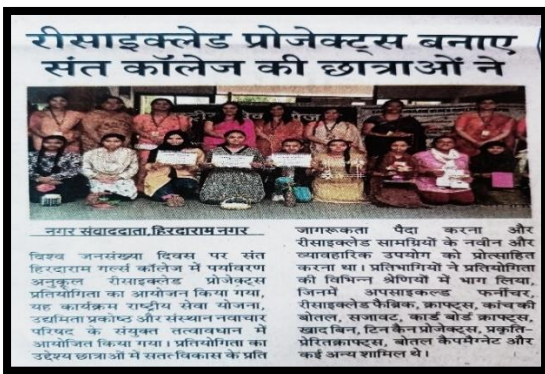 रीसाइक्लेड प्रोजेक्ट्स बनाए
संत कॉलेज की छात्राओं ने
नगर संवाददाता, हिरदाराम नगर
विश्व जनसंख्या दिवस पर संत
हिरदाराम गर्ल्स कॉलेज में पर्यावरण
अनुकूल रीसाइक्लेड प्रोजेक्ट्स
प्रतियोगिता का आयोजन किया गया,
यह कार्यक्रम राष्ट्रीय सेवा योजना,
उद्यमिता प्रकोष्ठ और संस्थान नवाचार
परिषद के संयुक्त तत्वावधान में
आयोजित किया गया। प्रतियोगिता का
उद्देश्य छात्राओं में सतत विकास के प्रति
जागरूकता पैदा करना और
रीसाइक्लेड सामग्रियों के नवीन और
व्यावहारिक उपयोग को प्रोत्साहित
करना था। प्रतिभागियों ने प्रतियोगिता
की विभिन्न श्रेणियों में भाग लिया,
जिनमें अपसाइकल्ड फर्नीचर,
रीसाइक्लेड फैब्रिक, क्राफ्ट्स, कांच की
बोतल, सजावट, कार्ड बोर्ड क्राफ्ट्स,
खाद बिन, टिन कैन प्रोजेक्ट्स, प्रकृति-
प्रेरितक्राफ्ट्स, बोतल कैपमैग्नेट और
कई अन्य शामिल थे।